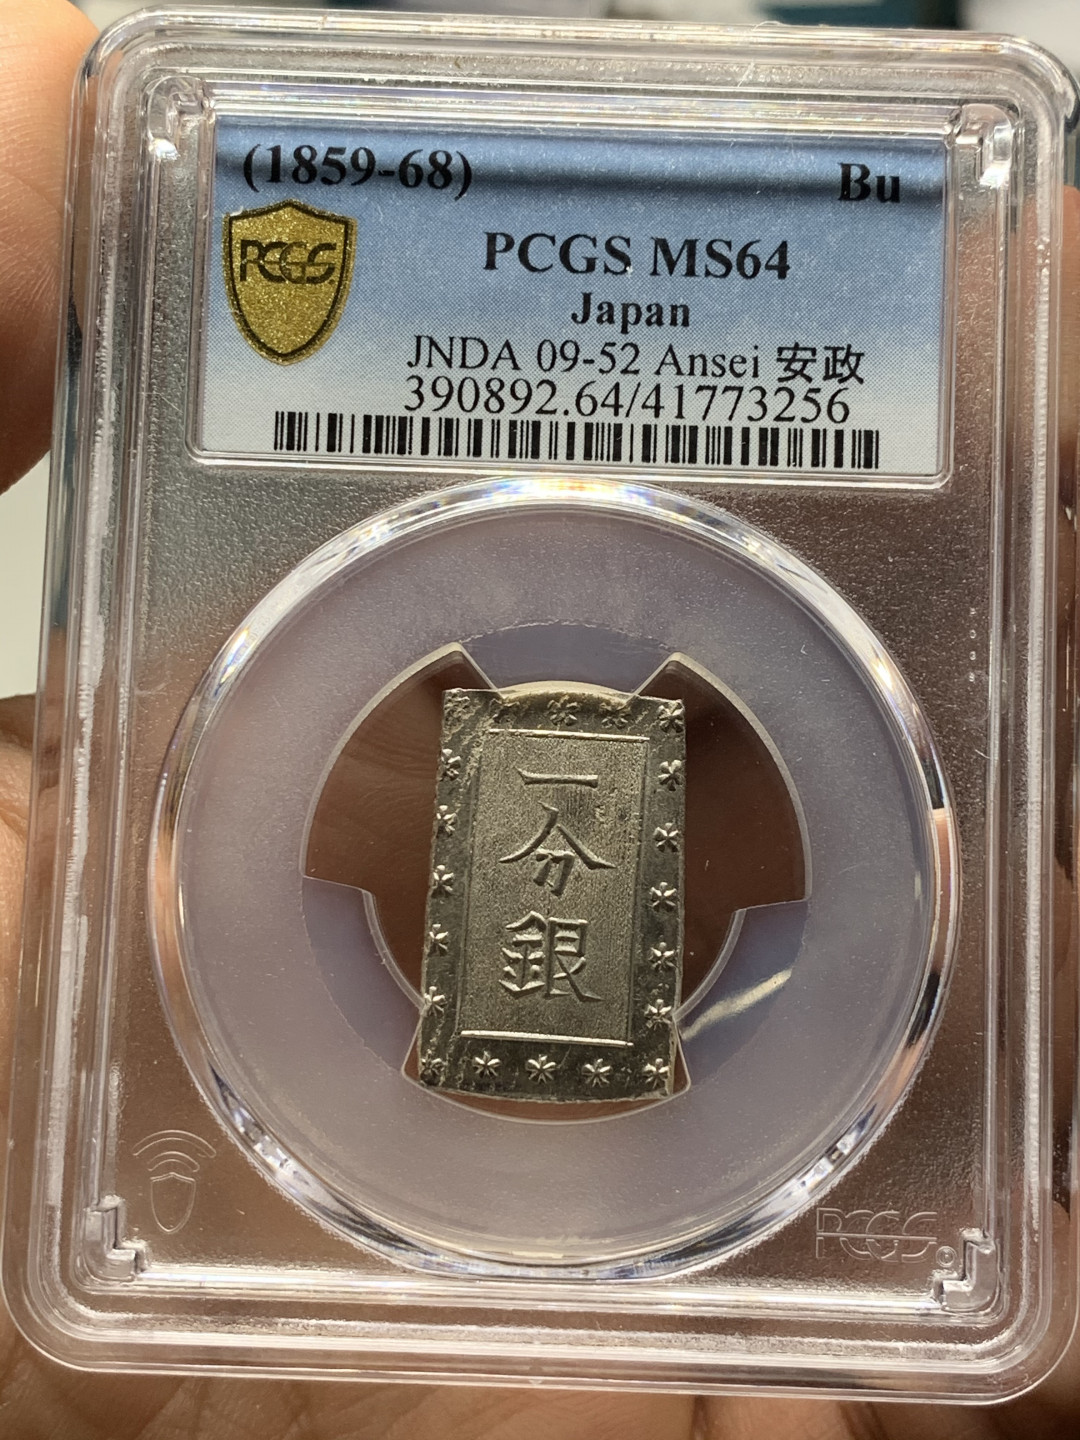 (1859-68) Bu
PCGS
PCGS MS64
Japan
JNDA 09-52 Ansei 安政
390892.64/41773256
一
分
銀
PCGS